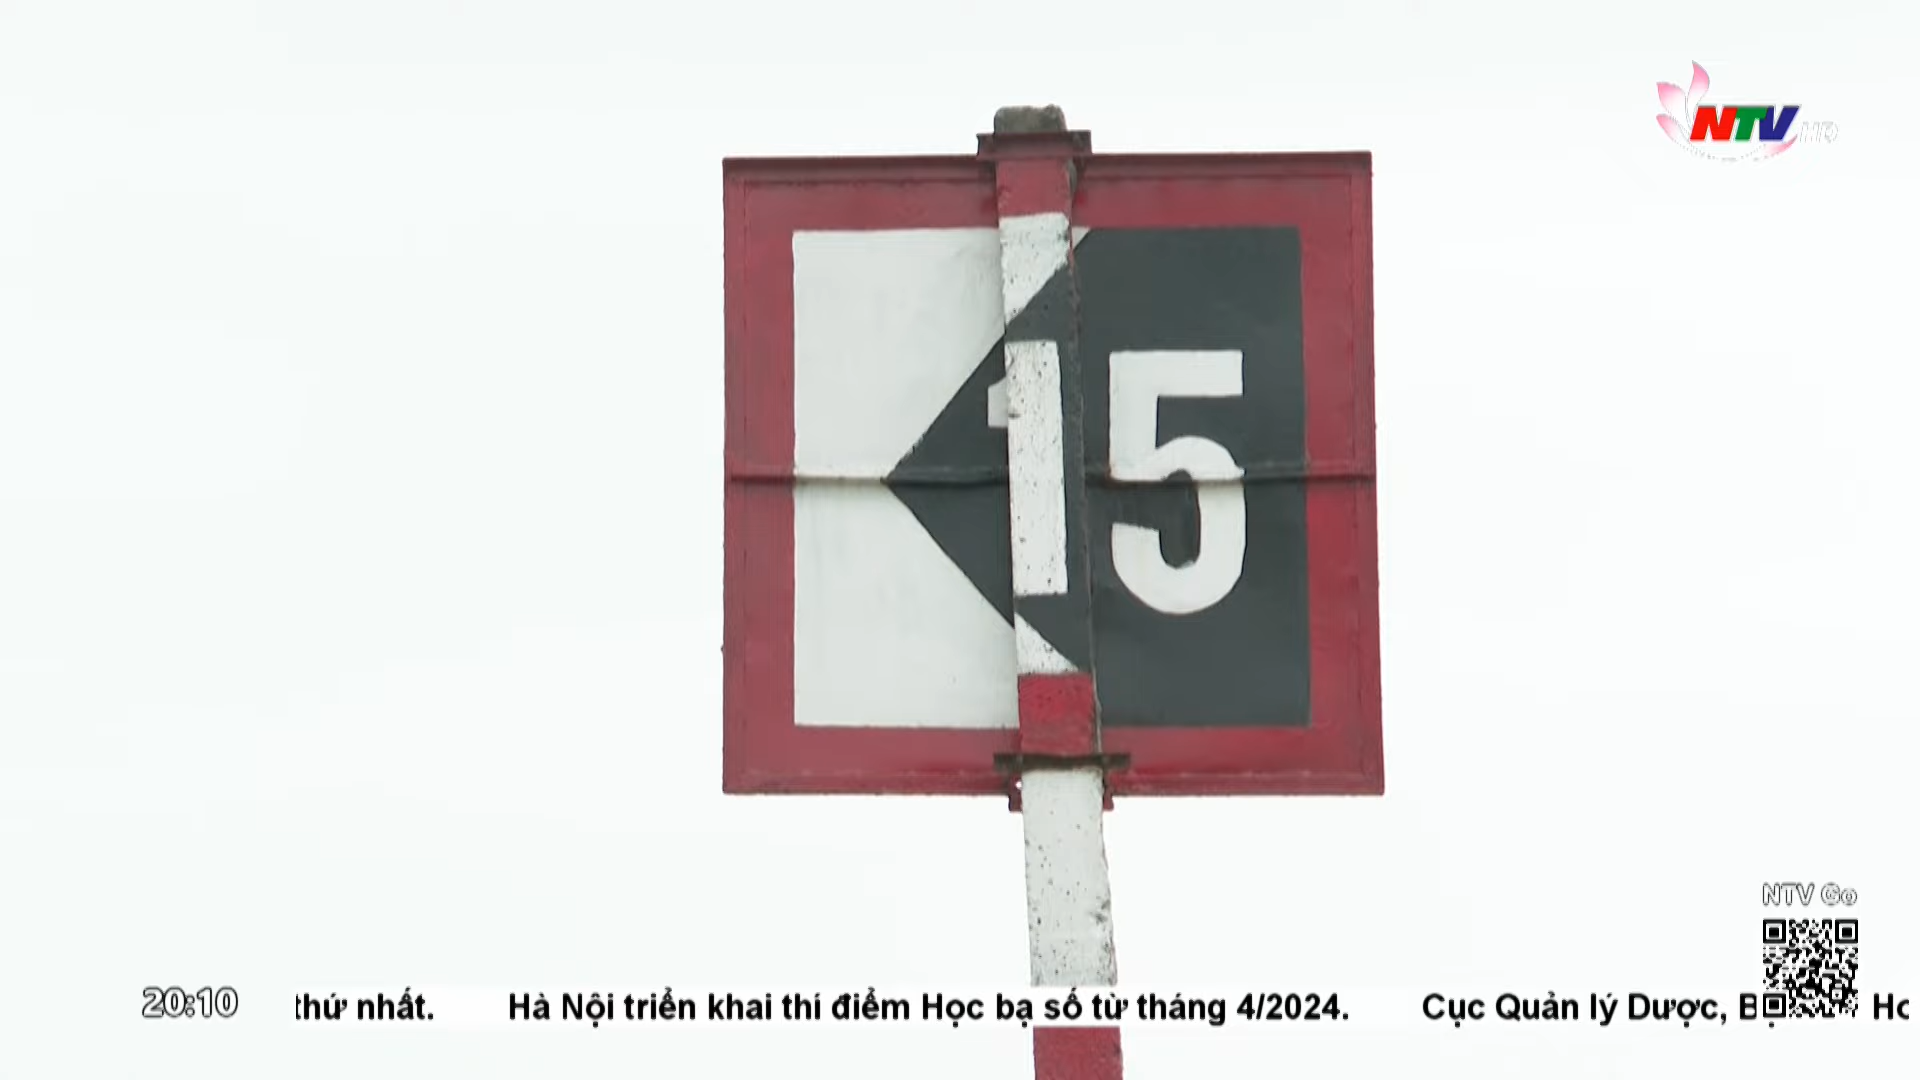 NTV HD
15
NTV Go
20:10
thứ nhất. Hà Nội triển khai thí điểm Học bạ số từ tháng 4/2024. Cục Quản lý Dược,